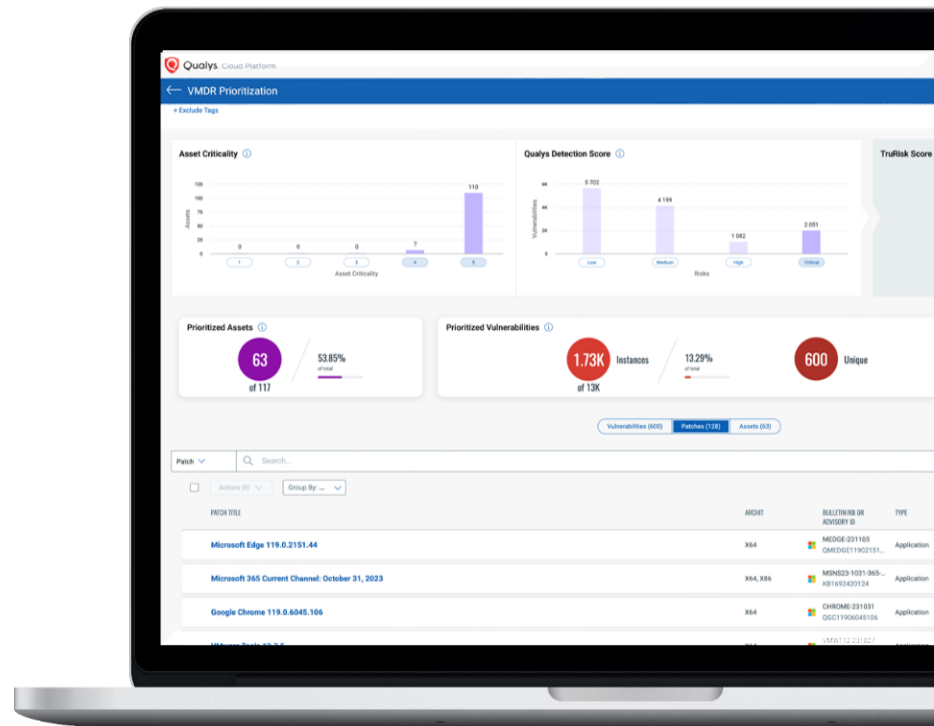 Qualys. Cloud Platform
← VMDR Prioritization
+ Exclude Tags
Asset Criticality
125
100
75
50
25
0
Assets
0
0
0
7
110
1
2
3
4
5
Asset Criticality
Qualys Detection Score
6K
4K
2K
0
Vulnerabilities
5 702
4 199
1 082
2 051
Low
Medium
High
Critical
Risks
TruRisk Score
Prioritized Assets
63
of 117
53.85%
of total
Prioritized Vulnerabilities
1.73K Instances
of 13K
13.29%
of total
600 Unique
Vulnerabilities (600) Patches (128) Assets (63)
Patch Search...
Actions (0) Group By: ...
PATCH TITLE ARCHIT BULLETIN/KB OR ADVISORY ID TYPE
Microsoft Edge 119.0.2151.44 X64 MEDGE-231103 Application
QMEDGE11902151...
Microsoft 365 Current Channel: October 31, 2023 X64, X86 MSNS23-1031-365-... Application
KB1692420124
Google Chrome 119.0.6045.106 X64 CHROME-231031 Application
QGC11906045106